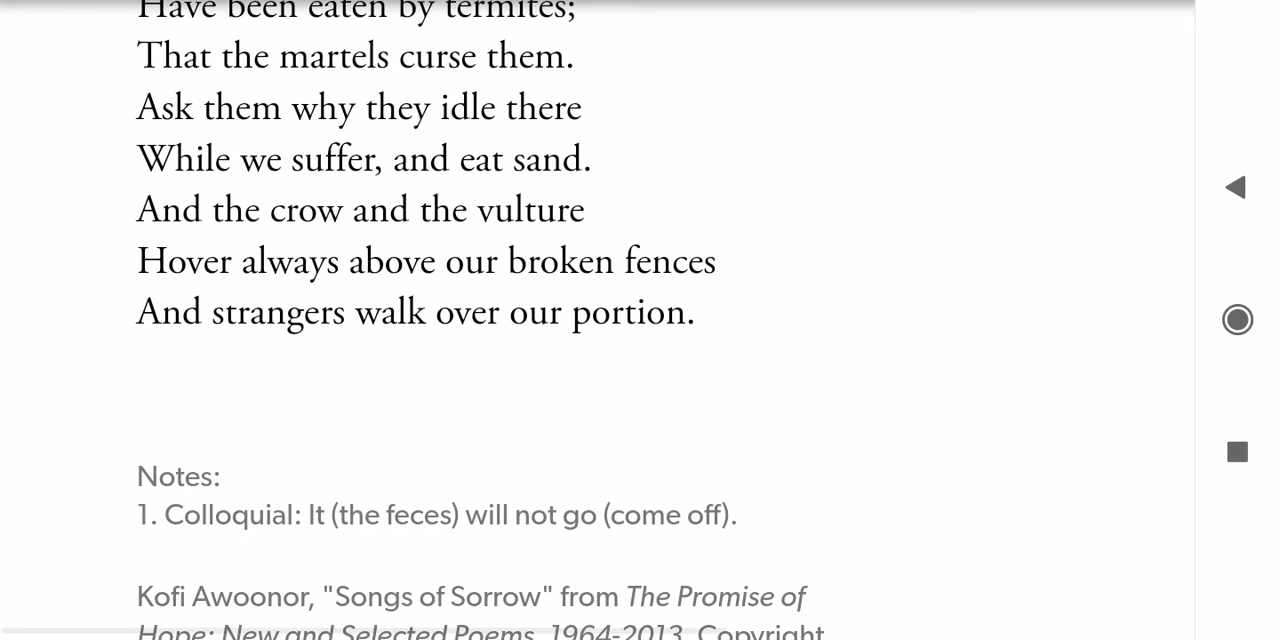 Have been eaten by termites;
That the martels curse them.
Ask them why they idle there
While we suffer, and eat sand.
And the crow and the vulture
Hover always above our broken fences
And strangers walk over our portion.
Notes:
1. Colloquial: It (the feces) will not go (come off).
Kofi Awoonor, "Songs of Sorrow" from The Promise of
Hope: New and Selected Poems, 1964-2013. Copyright